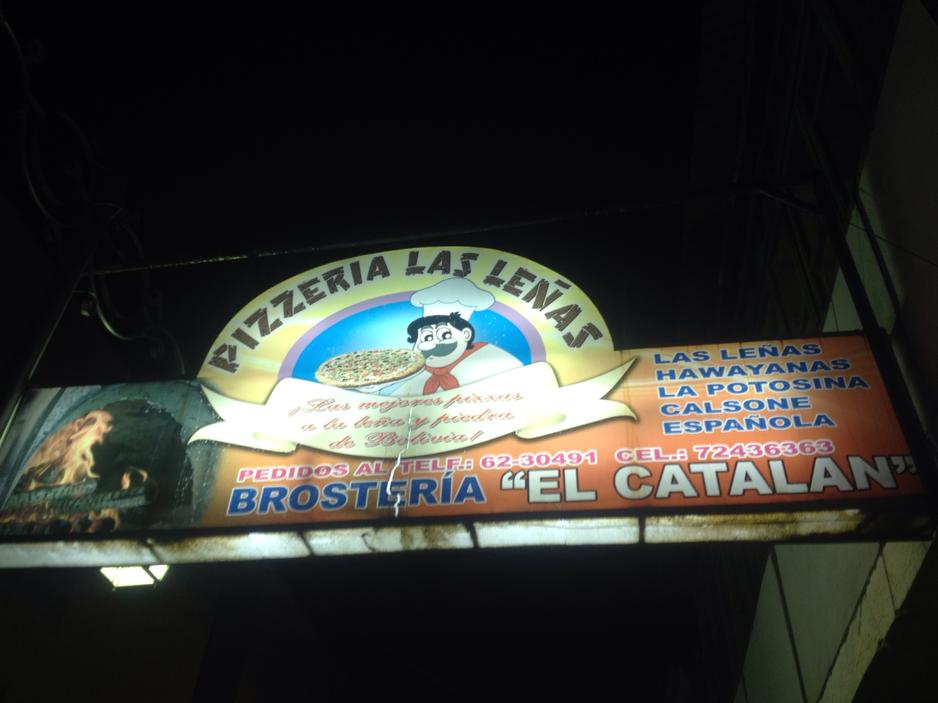 PIZZERIA LAS LEÑAS
¡Las mejores pizzas
a la leña y piedra
de Bolivia!
LAS LEÑAS
HAWAYANAS
LA POTOSINA
CALSONE
ESPAÑOLA
PEDIDOS AL TELF.: 62-30491 CEL.: 72436363
BROSTERÍA "EL CATALAN"